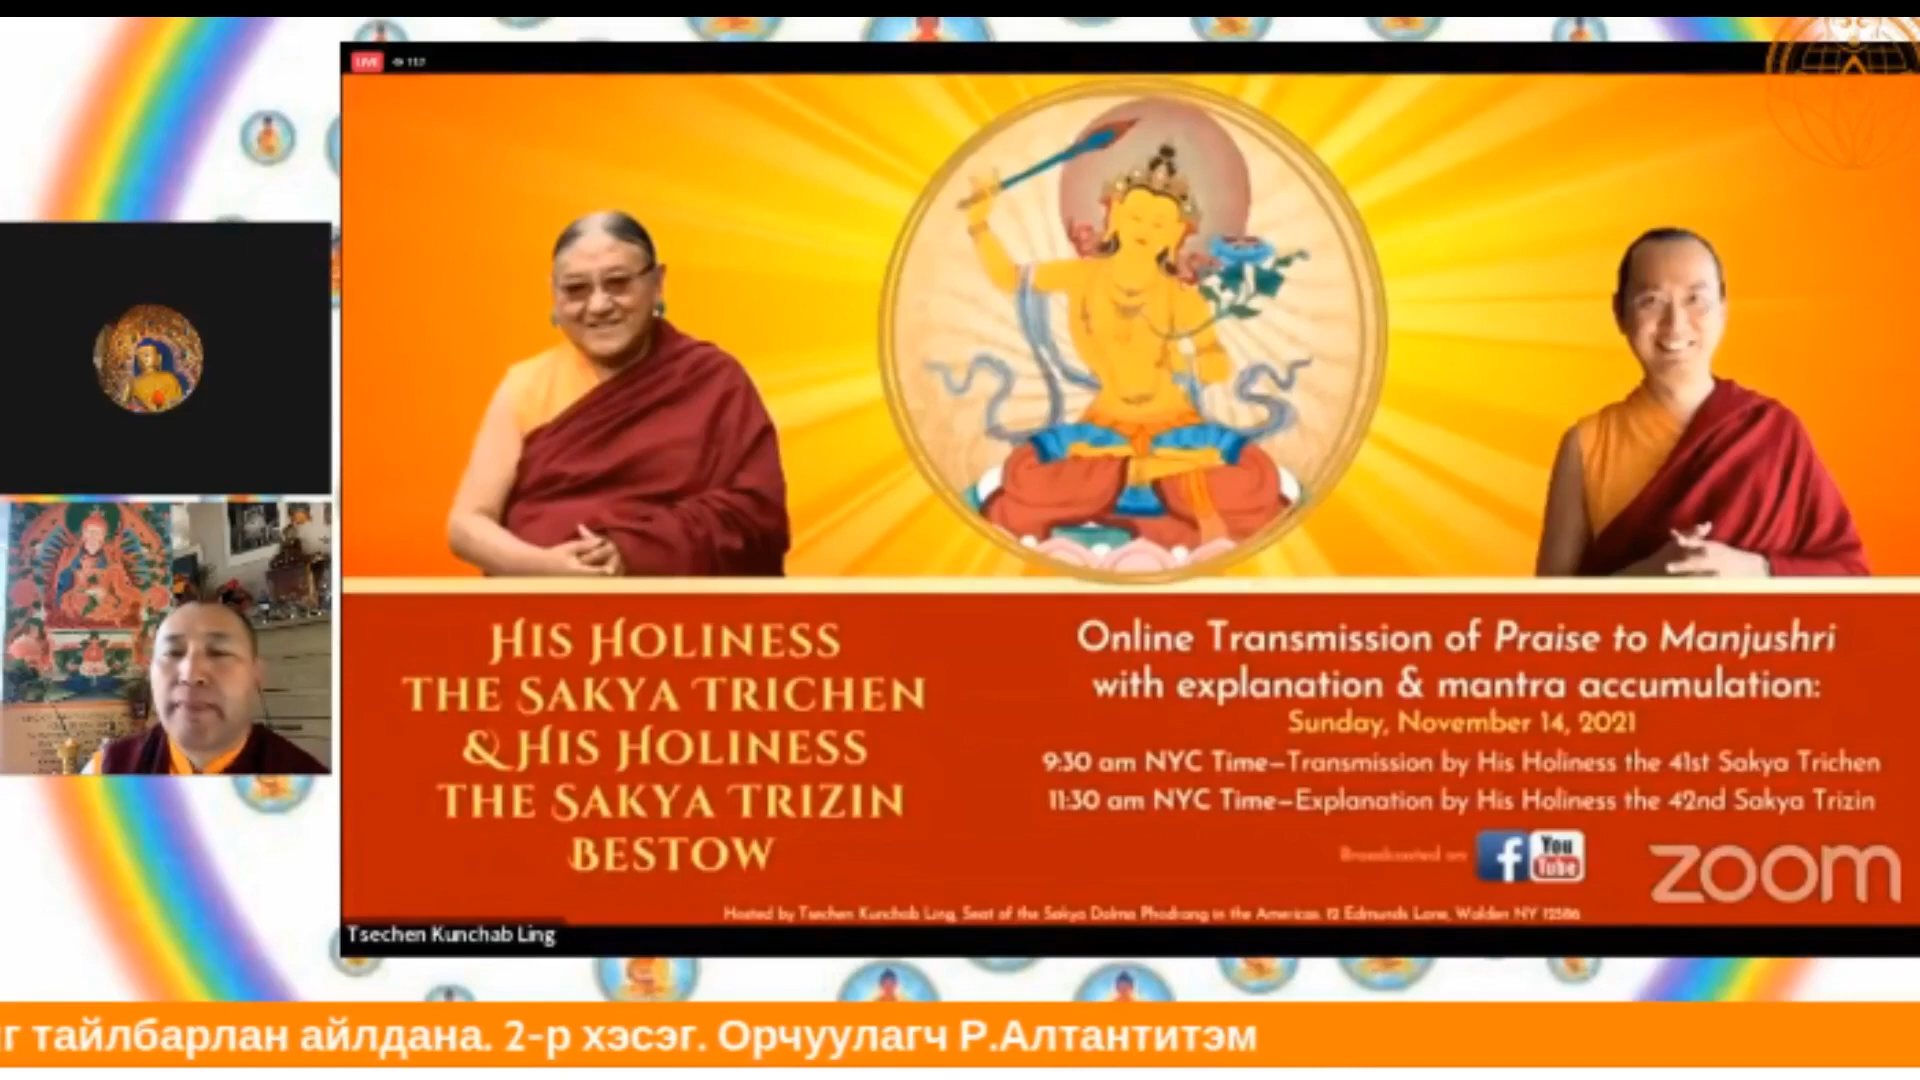 LIVE
HIS HOLINESS
THE SAKYA TRICHEN
& HIS HOLINESS
THE SAKYA TRIZIN
BESTOW
Online Transmission of Praise to Manjushri
with explanation & mantra accumulation:
Sunday, November 14, 2021
9:30 am NYC Time—Transmission by His Holiness the 41st Sakya Trichen
11:30 am NYC Time—Explanation by His Holiness the 42nd Sakya Trizin
Broadcasted on:
f You Tube
zoom
Hosted by Tsechen Kunchab Ling, Seat of the Sakya Dolma Phodrang in the Americas. 12 Edmunds Lane, Walden NY 12586
Tsechen Kunchab Ling
г тайлбарлан айлдана. 2-р хэсэг. Орчуулагч Р.Алтантитэм